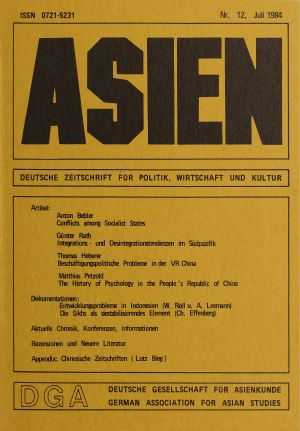 ISSN 0721-5231 Nr. 12, Juli 1984
ASIEN
DEUTSCHE ZEITSCHRIFT FÜR POLITIK, WIRTSCHAFT UND KULTUR
Artikel:
Anton Bebler
Conflicts among Socialist States
Günter Rath
Integrations- und Desintegrationstendenzen im Südpazifik
Thomas Heberer
Beschäftigungspolitische Probleme in der VR China
Matthias Petzold
The History of Psychology in the People's Republic of China
Dokumentationen:
Entwicklungsprobleme in Indonesien (W. Röll u. A. Leemann)
Die Sikhs als destabilisierendes Element (Ch. Effenberg)
Aktuelle Chronik, Konferenzen, Informationen
Rezensionen und Neuere Literatur
Appendix: Chinesische Zeitschriften ( Lutz Bieg )
DGA
DEUTSCHE GESELLSCHAFT FÜR ASIENKUNDE
GERMAN ASSOCIATION FOR ASIAN STUDIES